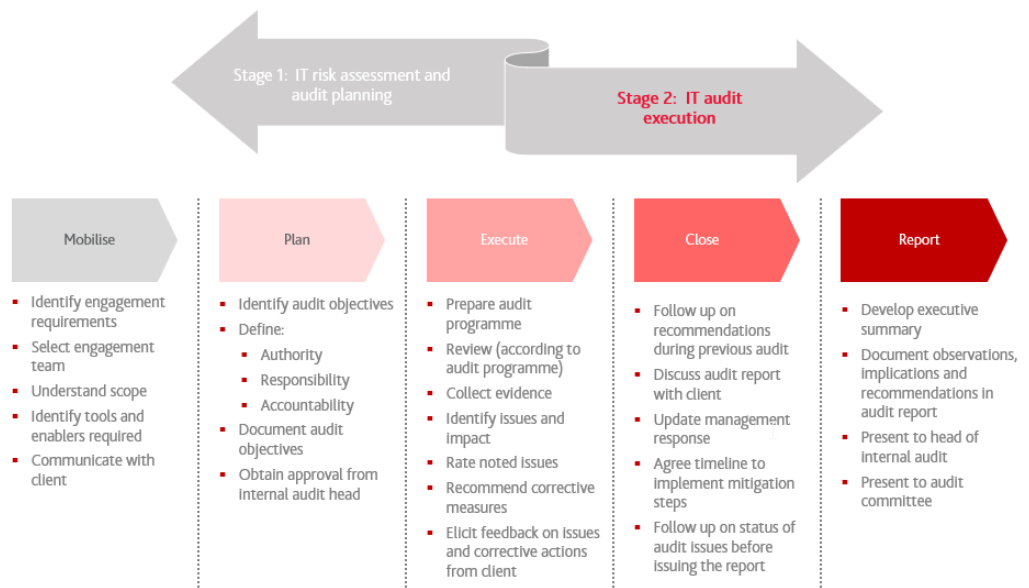 Stage 1:  IT risk assessment and
audit planning
Stage 2:  IT audit
execution
Mobilise
Plan
Execute
Close
Report
Identify engagement
requirements
Select engagement
team
Understand scope
Identify tools and
enablers required
Communicate with
client
Identify audit objectives
Define:
Authority
Responsibility
Accountability
Document audit
objectives
Obtain approval from
internal audit head
Prepare audit
programme
Review (according to
audit programme)
Collect evidence
Identify issues and
impact
Rate noted issues
Recommend corrective
measures
Elicit feedback on issues
and corrective actions
from client
Follow up on
recommendations
during previous audit
Discuss audit report
with client
Update management
response
Agree timeline to
implement mitigation
steps
Follow up on status of
audit issues before
issuing the report
Develop executive
summary
Document observations,
implications and
recommendations in
audit report
Present to head of
internal audit
Present to audit
committee